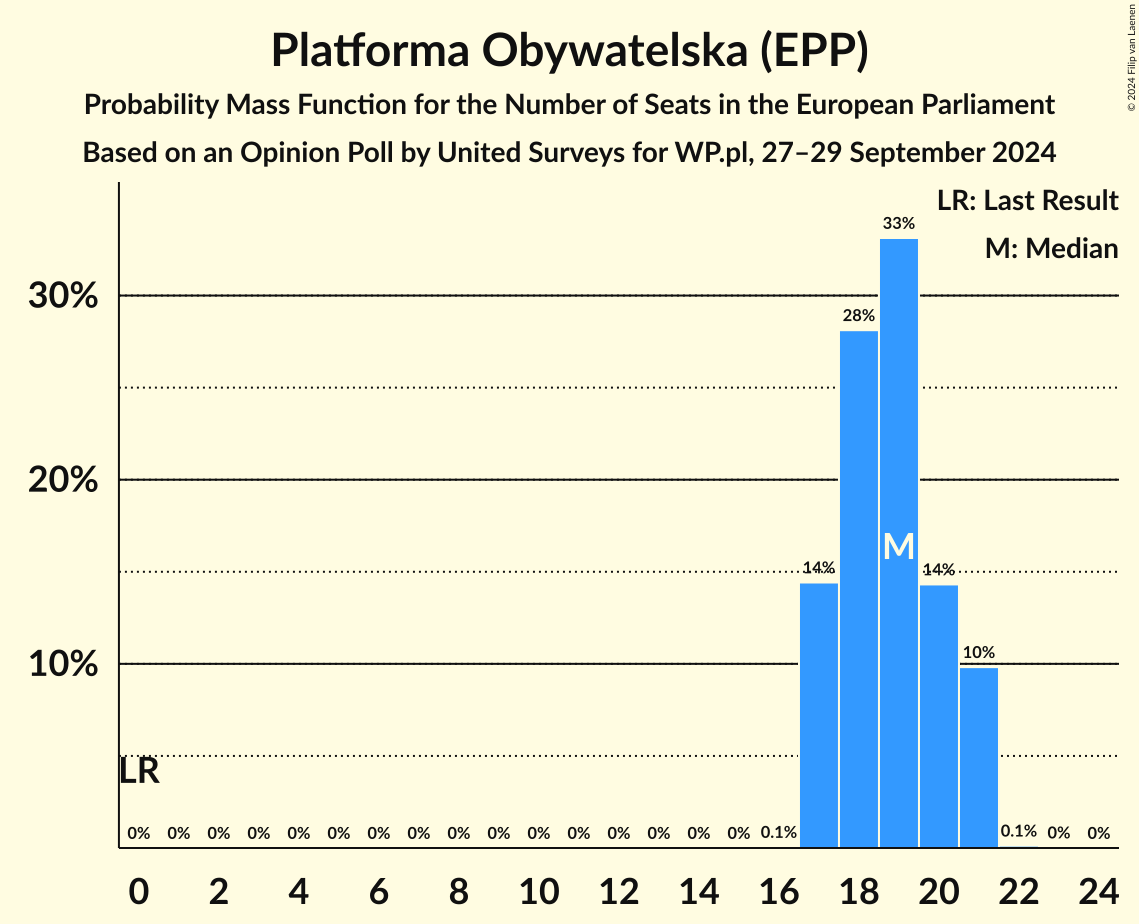 Platforma Obywatelska (EPP)
Probability Mass Function for the Number of Seats in the European Parliament
Based on an Opinion Poll by United Surveys for WP.pl, 27–29 September 2024
© 2024 Filip van Laenen
LR: Last Result
M: Median
30%
20%
10%
33%
28%
M
14%
14%
10%
LR
0% 0% 0% 0% 0% 0% 0% 0% 0% 0% 0% 0% 0% 0% 0% 0% 0.1% 0.1% 0% 0%
0 2 4 6 8 10 12 14 16 18 20 22 24